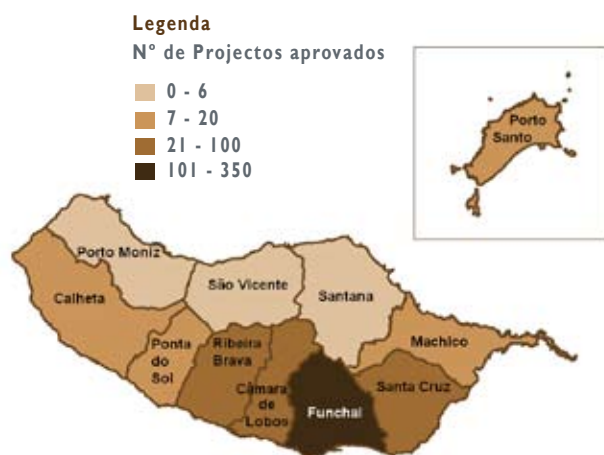 Legenda
Nº de Projectos aprovados
0 - 6
7 - 20
21 - 100
101 - 350
Porto
Santo
Porto Moniz
São Vicente
Santana
Calheta
Machico
Ponta
do
Sol
Ribeira
Brava
Câmara
de
Lobos
Funchal
Santa Cruz